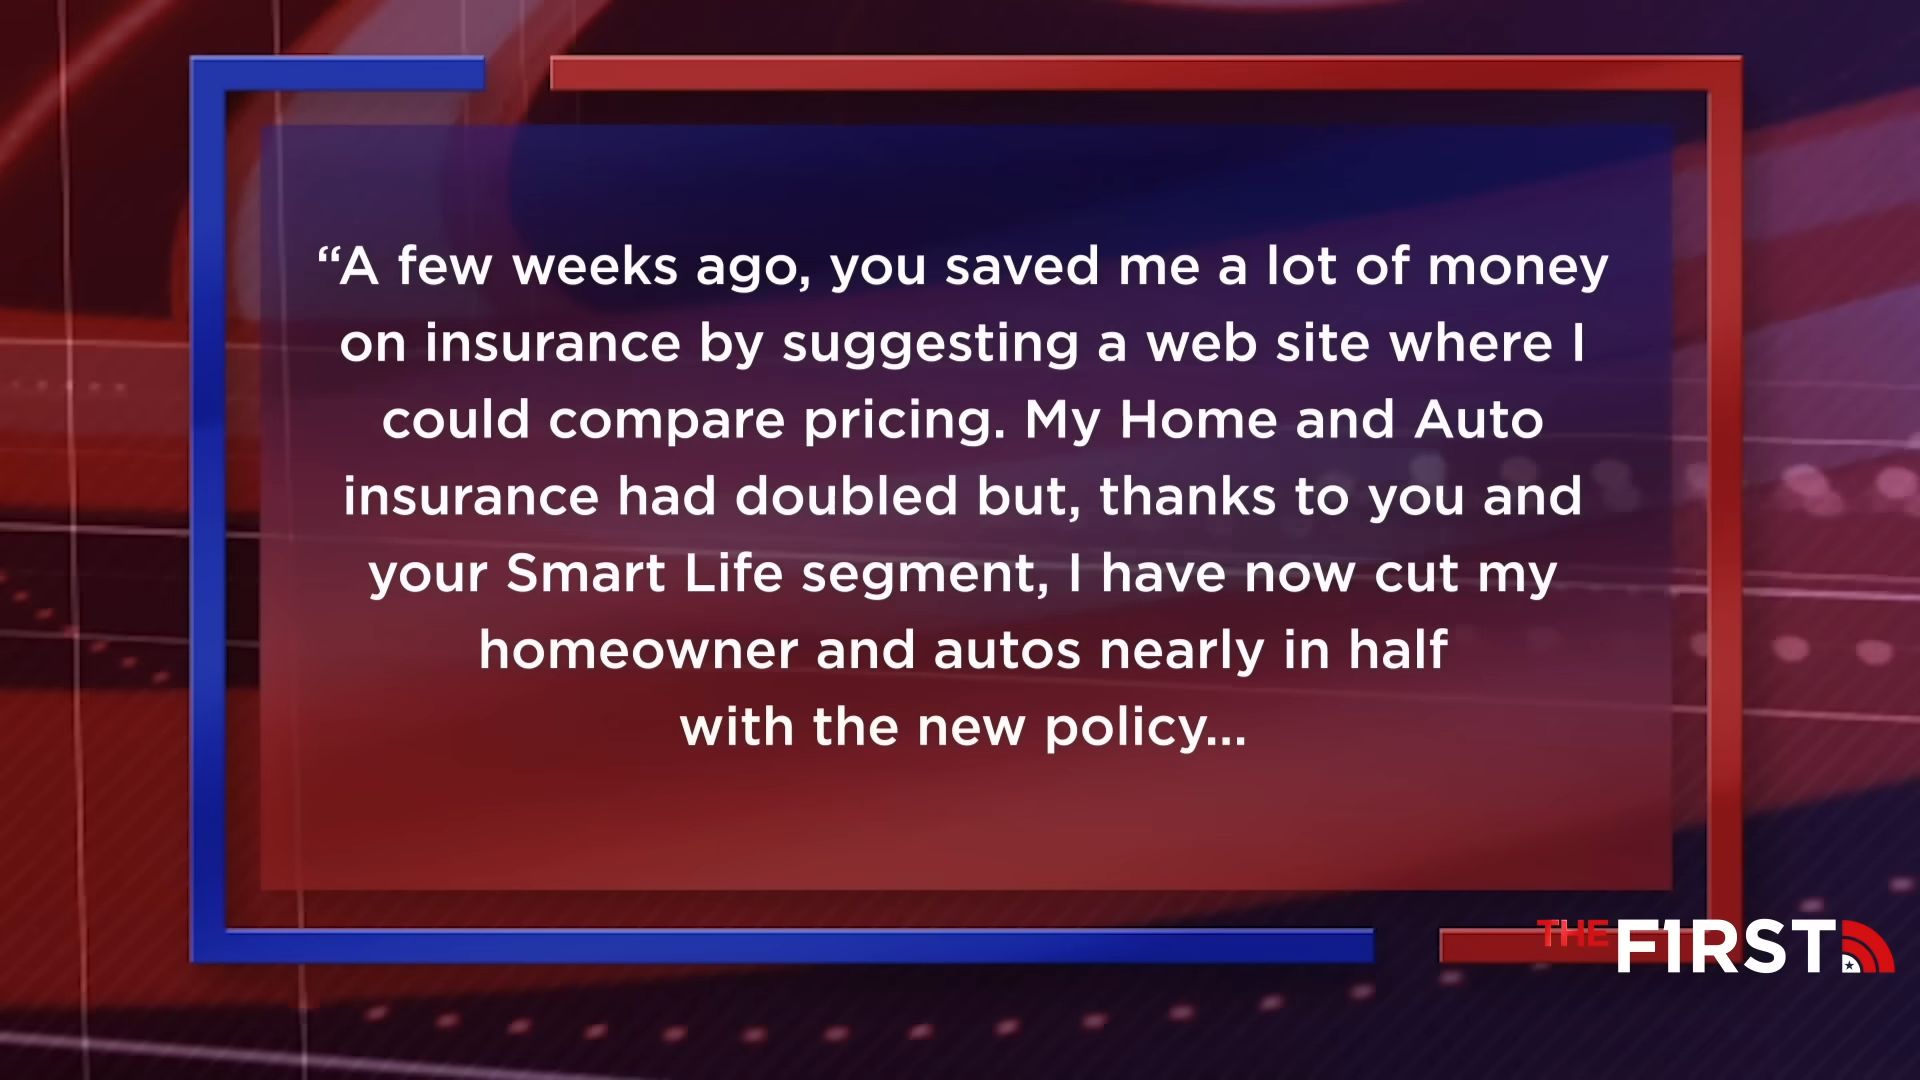 “A few weeks ago, you saved me a lot of money
on insurance by suggesting a web site where I
could compare pricing. My Home and Auto
insurance had doubled but, thanks to you and
your Smart Life segment, I have now cut my
homeowner and autos nearly in half
with the new policy...
THE F1RST